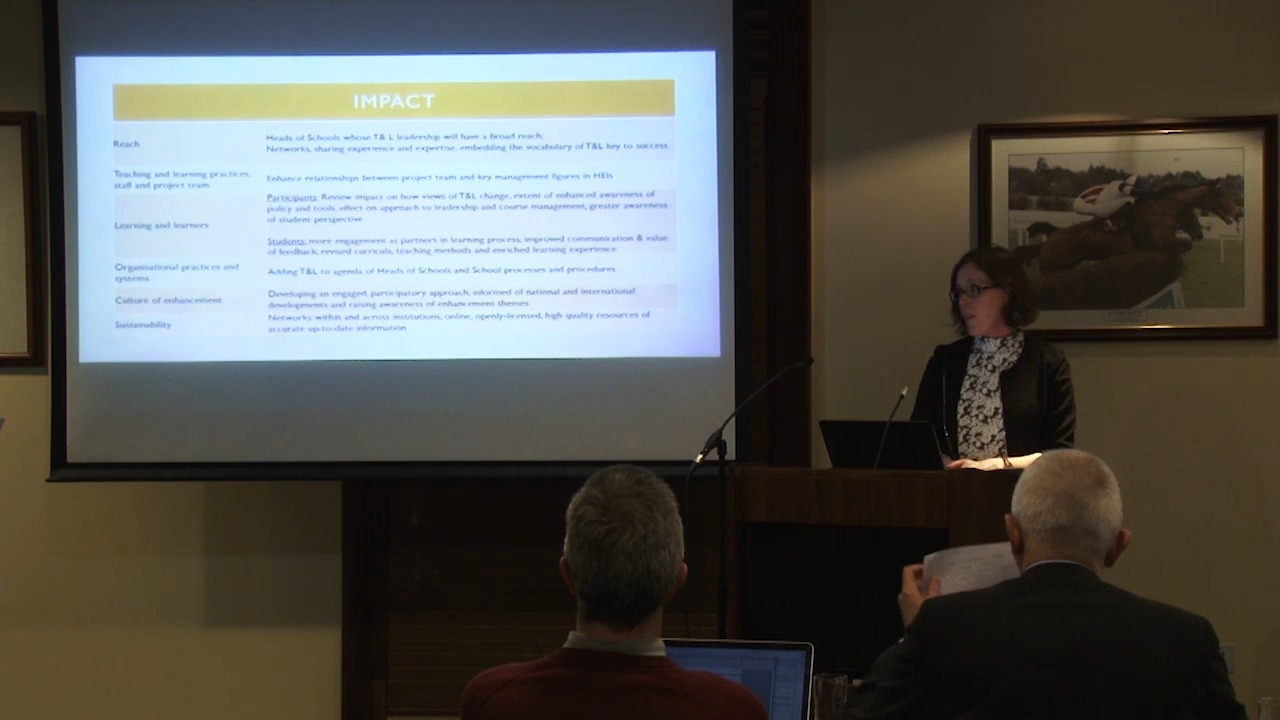 IMPACT
Reach
Heads of Schools whose T& L leadership will have a broad reach;
Networks, sharing experience and expertise, embedding the vocabulary of T&L key to success
Teaching and learning practices,
staff and project team
Enhance relationships between project team and key management figures in HEIs
Learning and learners
Participants. Review impact on how views of T&L change, extent of enhanced awareness of
policy and tools, effect on approach to leadership and course management, greater awareness
of student perspective
Students: more engagement as partners in learning process, improved communication & value
of feedback, revised curricula, teaching methods and enriched learning experience
Organisational practices and
systems
Adding T&L to agenda of Heads of Schools and School processes and procedures
Culture of enhancement
Developing an engaged, participatory approach, informed of national and international
developments and raising awareness of enhancement themes
Sustainability
Networks within and across institutions, online, openly-licensed, high quality resources of
accurate up-to-date information